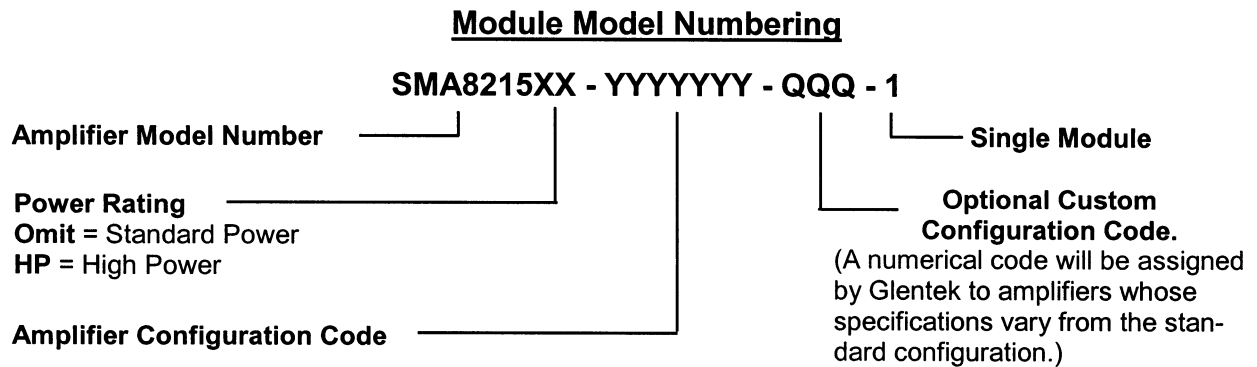 Module Model Numbering
SMA8215XX - YYYYYYY - QQQ - 1
Amplifier Model Number
Single Module
Power Rating
Omit = Standard Power
HP = High Power
Optional Custom
Configuration Code.
(A numerical code will be assigned
by Glentek to amplifiers whose
specifications vary from the stan-
dard configuration.)
Amplifier Configuration Code